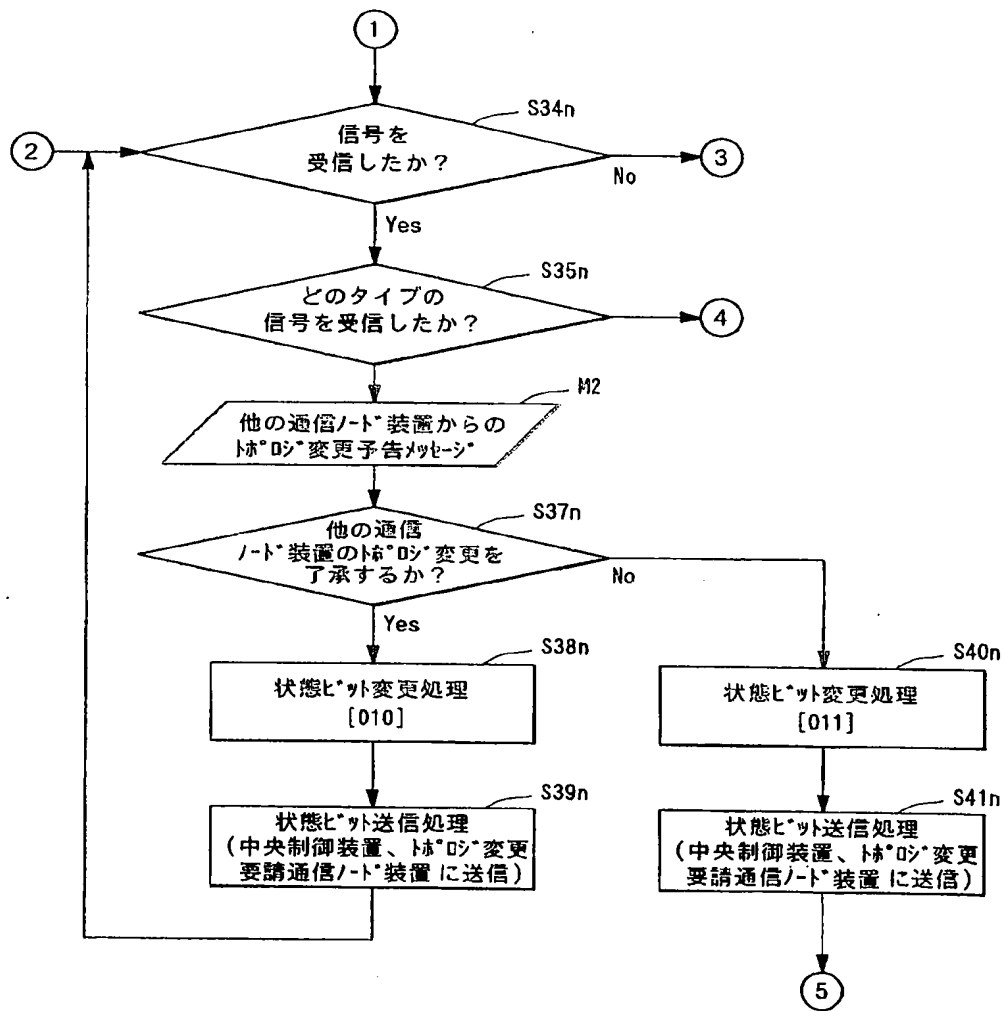 1
S34n
信号を
受信したか？
2
3
No
Yes
S35n
どのタイプの
信号を受信したか？
4
M2
他の通信ﾉｰﾄﾞ装置からの
ﾄﾎﾟﾛｼﾞ変更予告ﾒｯｾｰｼﾞ
S37n
他の通信
ﾉｰﾄﾞ装置のﾄﾎﾟﾛｼﾞ変更を
了承するか？
No
Yes
S38n
状態ﾋﾞｯﾄ変更処理
[010]
S40n
状態ﾋﾞｯﾄ変更処理
[011]
S39n
状態ﾋﾞｯﾄ送信処理
(中央制御装置、ﾄﾎﾟﾛｼﾞ変更
要請通信ﾉｰﾄﾞ装置に送信)
S41n
状態ﾋﾞｯﾄ送信処理
(中央制御装置、ﾄﾎﾟﾛｼﾞ変更
要請通信ﾉｰﾄﾞ装置に送信)
5